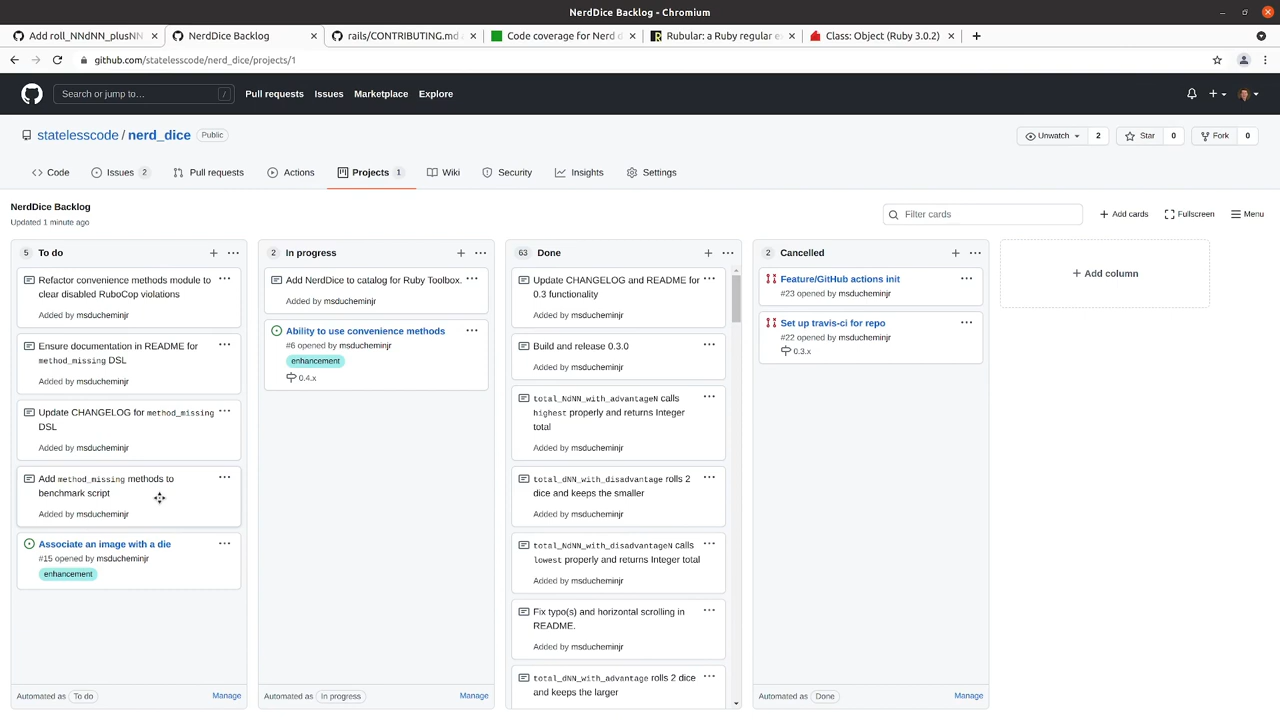 NerdDice Backlog - Chromium
Add roll_NNdNN_plusNN
NerdDice Backlog
rails/CONTRIBUTING.md a
Code coverage for Nerd d
Rubular: a Ruby regular e
Class: Object (Ruby 3.0.2)
github.com/statelesscode/nerd_dice/projects/1
Search or jump to…
/
Pull requests
Issues
Marketplace
Explore
statelesscode / nerd_dice
Public
Unwatch
2
Star
0
Fork
0
Code
Issues 2
Pull requests
Actions
Projects 1
Wiki
Security
Insights
Settings
NerdDice Backlog
Updated 1 minute ago
Filter cards
Add cards
Fullscreen
Menu
5 To do
Refactor convenience methods module to
clear disabled RuboCop violations
Added by msducheminjr
Ensure documentation in README for
method_missing DSL
Added by msducheminjr
Update CHANGELOG for method_missing
DSL
Added by msducheminjr
Add method_missing methods to
benchmark script
Added by msducheminjr
Associate an image with a die
#15 opened by msducheminjr
enhancement
Automated as To do
Manage
2 In progress
Add NerdDice to catalog for Ruby Toolbox.
Added by msducheminjr
Ability to use convenience methods
#6 opened by msducheminjr
enhancement
0.4.x
Automated as In progress
Manage
63 Done
Update CHANGELOG and README for
0.3 functionality
Added by msducheminjr
Build and release 0.3.0
Added by msducheminjr
total_NdNN_with_advantageN calls
highest properly and returns Integer
total
Added by msducheminjr
total_dNN_with_disadvantage rolls 2
dice and keeps the smaller
Added by msducheminjr
total_NdNN_with_disadvantageN calls
lowest properly and returns Integer total
Added by msducheminjr
Fix typo(s) and horizontal scrolling in
README.
Added by msducheminjr
total_dNN_with_advantage rolls 2 dice
and keeps the larger
2 Cancelled
Feature/GitHub actions init
#23 opened by msducheminjr
Set up travis-ci for repo
#22 opened by msducheminjr
0.3.x
Automated as Done
Manage
Add column